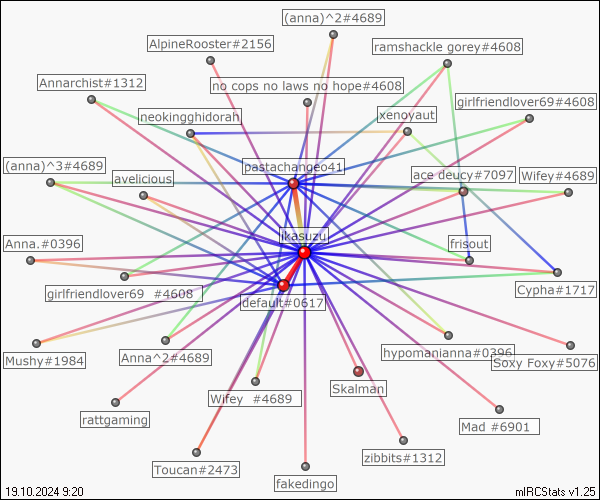 (anna)^2#4689
AlpineRooster#2156
ramshackle gorey#4608
Annarchist#1312
no cops no laws no hope#4608
girlfriendlover69#4608
neokingghidorah
xenoyaut
(anna)^3#4689
pastachangeo41
avelicious
ace deucy#7097
Wifey#4689
ikasuzu
Anna.#0396
frisout
girlfriendlover69 #4608
default#0617
Cypha#1717
Mushy#1984
Anna^2#4689
hypomanianna#0396
Soxy Foxy#5076
Skalman
Wifey #4689
rattgaming
Mad #6901
zibbits#1312
Toucan#2473
fakedingo
19.10.2024 9:20
mIRCStats v1.25